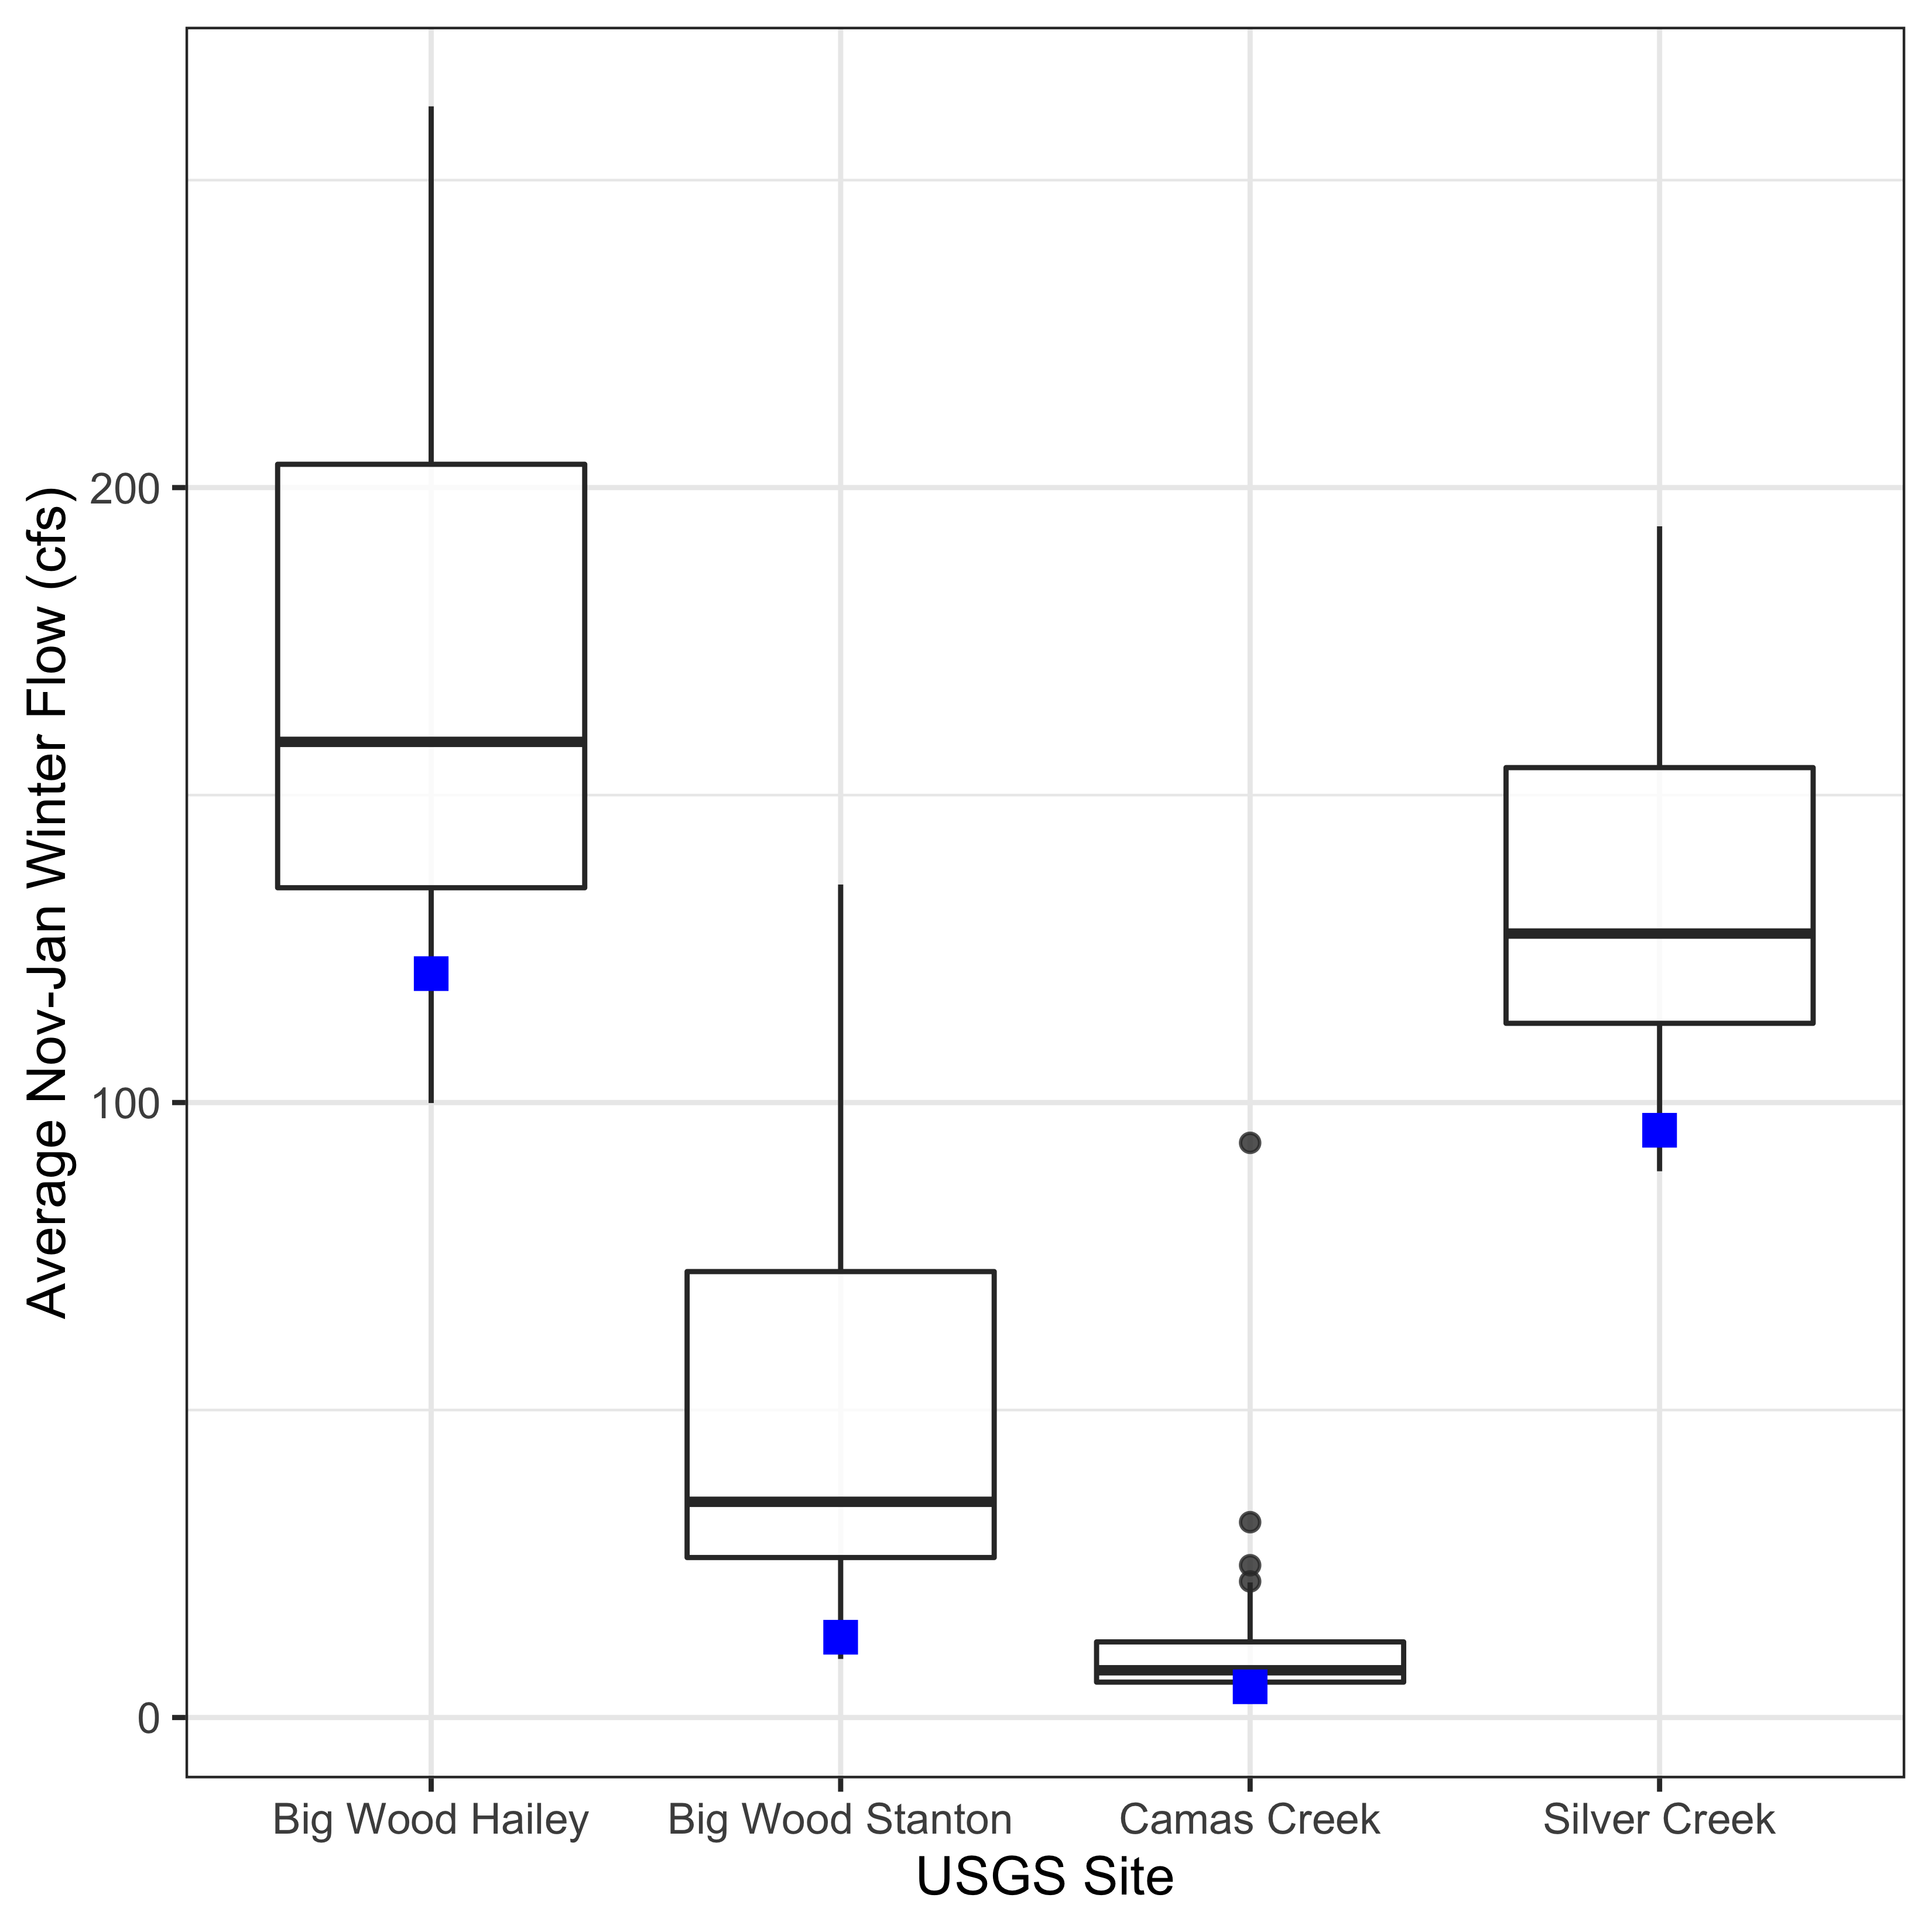 Average Nov-Jan Winter Flow (cfs)
200
100
0
Big Wood Hailey
Big Wood Stanton
Camas Creek
Silver Creek
USGS Site